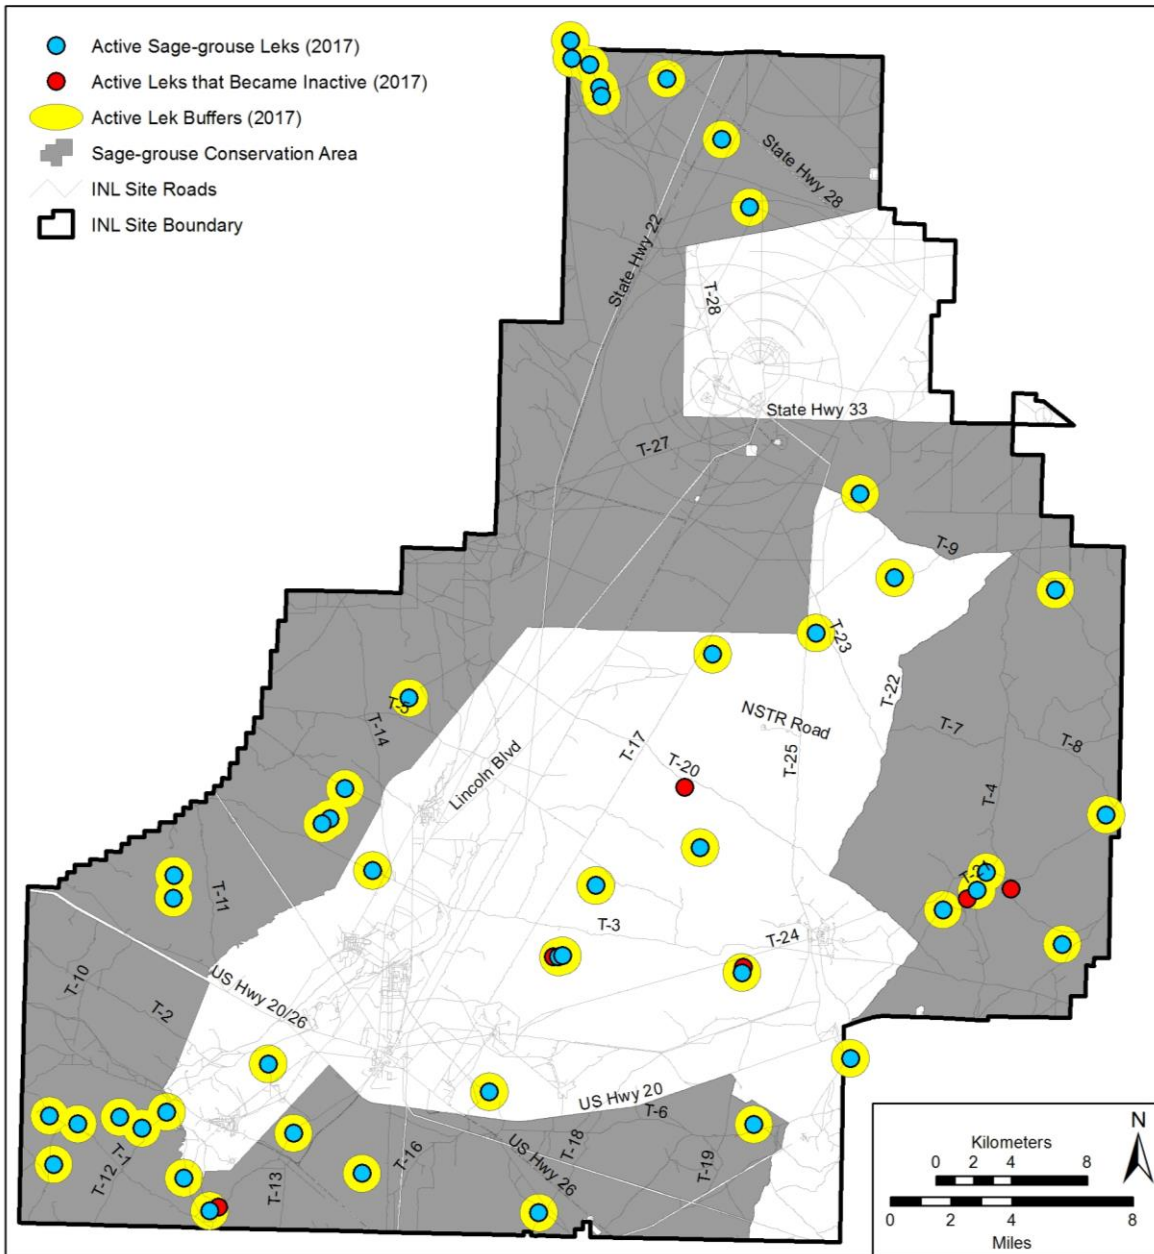 Active Sage-grouse Leks (2017)
Active Leks that Became Inactive (2017)
Active Lek Buffers (2017)
Sage-grouse Conservation Area
INL Site Roads
INL Site Boundary
State Hwy 28
State Hwy 22
T-28
State Hwy 33
T-27
T-9
T-23
T-22
T-5
T-14
NSTR Road
T-7
T-8
T-17
T-25
T-20
Lincoln Blvd
T-4
T-21
T-11
T-3
T-24
T-10
T-2
US Hwy 20/26
US Hwy 20
T-6
T-1
T-12
T-13
T-16
US Hwy 26
T-18
T-19
N
Kilometers
0 2 4 8
0 2 4 8
Miles